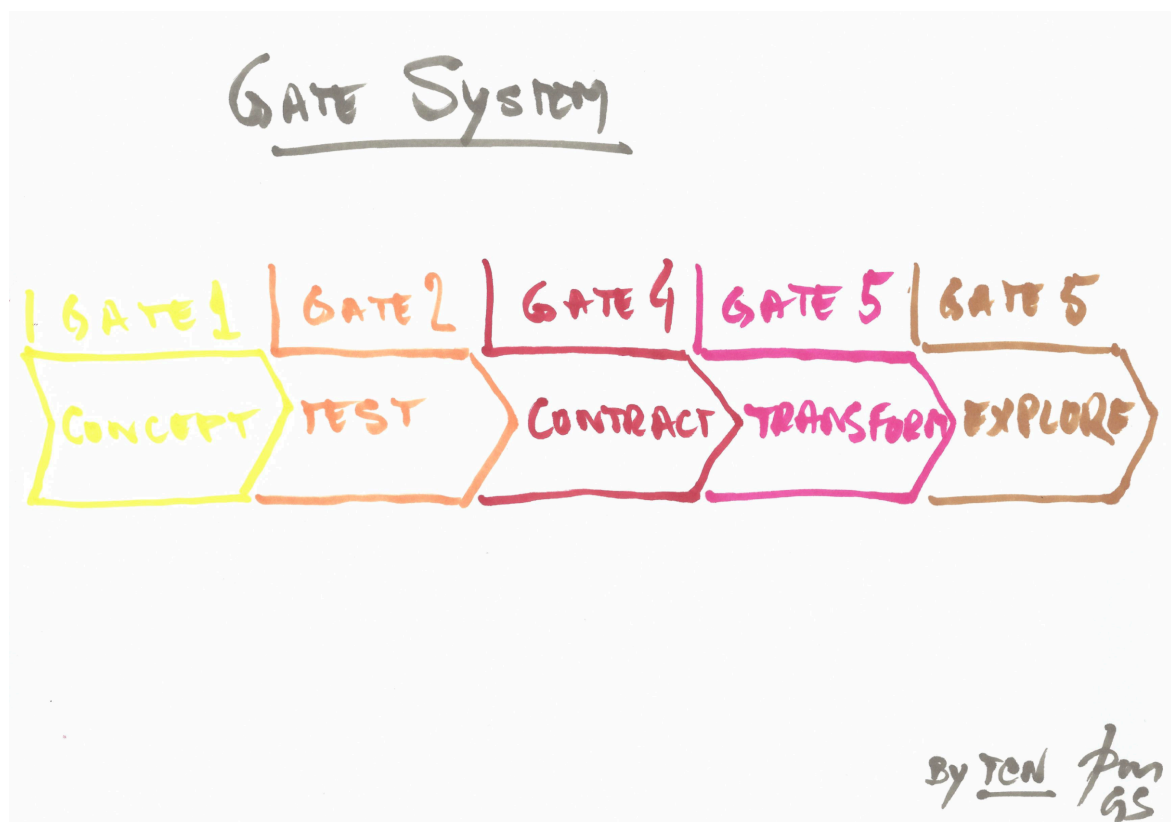 GATE SYSTEM
GATE 1 GATE 2 GATE 4 GATE 5 GATE 5
CONCEPT TEST CONTRACT TRANSFORM EXPLORE
By TCN
GS